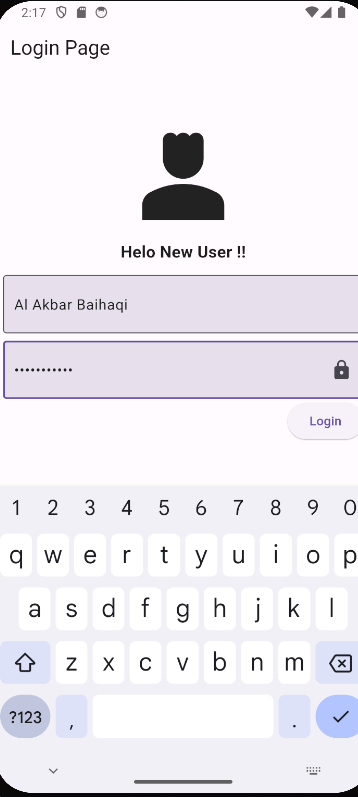 2:17
Login Page
Helo New User !!
Al Akbar Baihaqi
•••••••••••
Login
1 2 3 4 5 6 7 8 9 0
q w e r t y u i o p
a s d f g h j k l
z x c v b n m
?123 , .